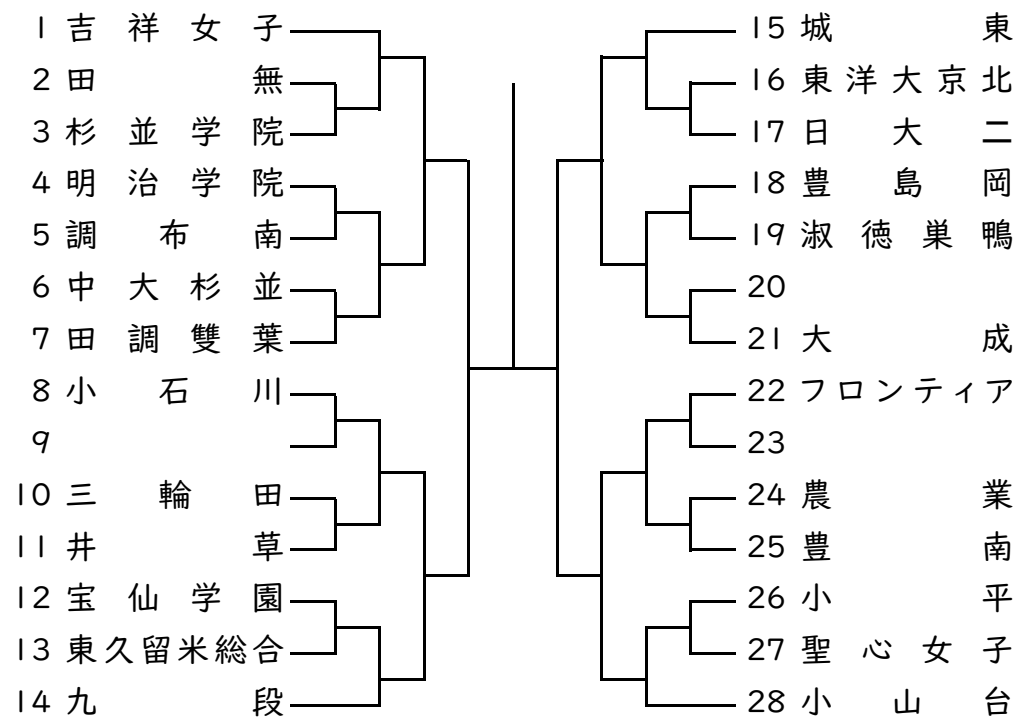 1 吉祥女子
2 田無
3 杉並学院
4 明治学院
5 調布南
6 中大杉並
7 田調雙葉
8 小石川
9
10 三輪田
11 井草
12 宝仙学園
13 東久留米総合
14 九段
15 城東
16 東洋大京北
17 日大二
18 豊島岡
19 淑徳巣鴨
20
21 大成
22 フロンティア
23
24 農業
25 豊南
26 小平
27 聖心女子
28 小山台